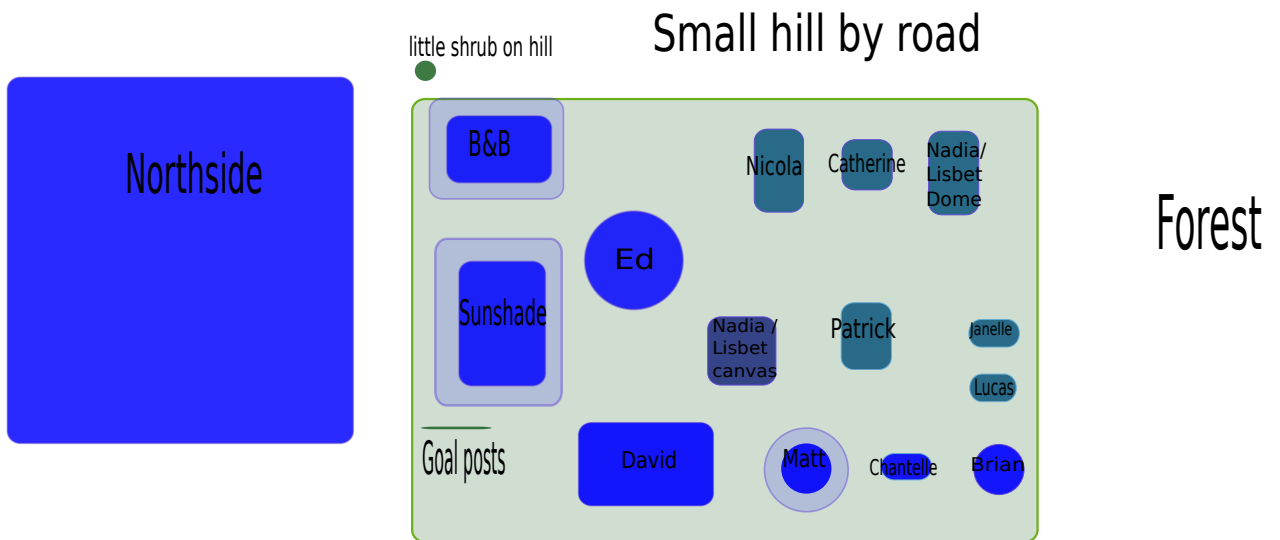 Small hill by road
little shrub on hill
Northside
B&B
Nicola
Catherine
Nadia/
Lisbet
Dome
Forest
Ed
Sunshade
Nadia /
Lisbet
canvas
Patrick
Janelle
Lucas
Goal posts
David
Matt
Chantelle
Brian